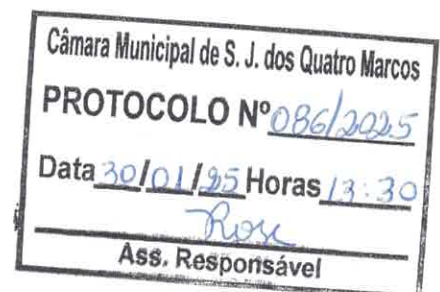 Câmara Municipal de S. J. dos Quatro Marcos
PROTOCOLO Nº 086/2025
Data 30/01/25 Horas 13:30
Rose
Ass. Responsável